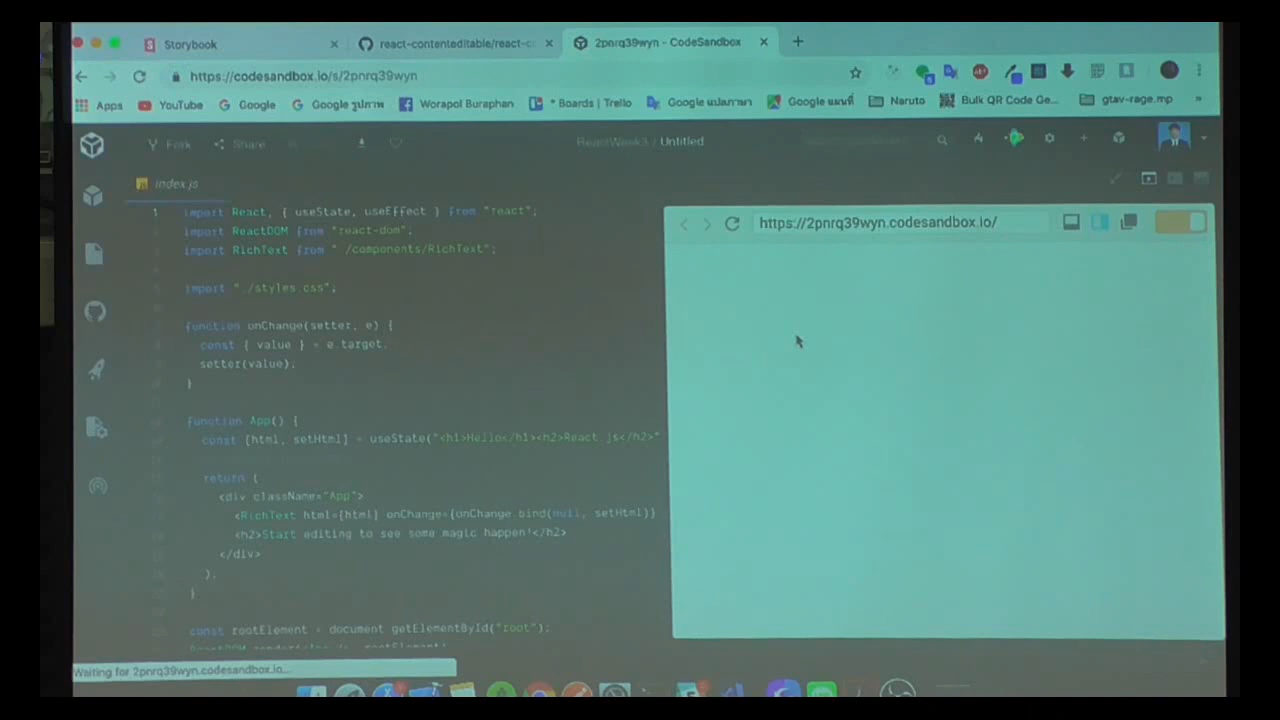 Storybook
react-contenteditable/react-co
2pnrq39wyn - CodeSandbox
https://codesandbox.io/s/2pnrq39wyn
Apps YouTube Google Google รูปภาพ Worapol Buraphan * Boards | Trello Google แปลภาษา Google แผนที่ Naruto Bulk QR Code Ge... gtav-rage.mp
Fork Share ReactWeek3 / Untitled
index.js
https://2pnrq39wyn.codesandbox.io/
1 import React, { useState, useEffect } from "react";
import ReactDOM from "react-dom";
import RichText from "./components/RichText";
import "./styles.css";
function onChange(setter, e) {
const { value } = e.target;
setter(value);
}
function App() {
const [html, setHtml] = useState("<h1>Hello</h1><h2>React.js</h2>"
return (
<div className="App">
<RichText html={html} onChange={onChange.bind(null, setHtml)}
<h2>Start editing to see some magic happen!</h2>
</div>
);
}
const rootElement = document.getElementById("root");
Waiting for 2pnrq39wyn.codesandbox.io...